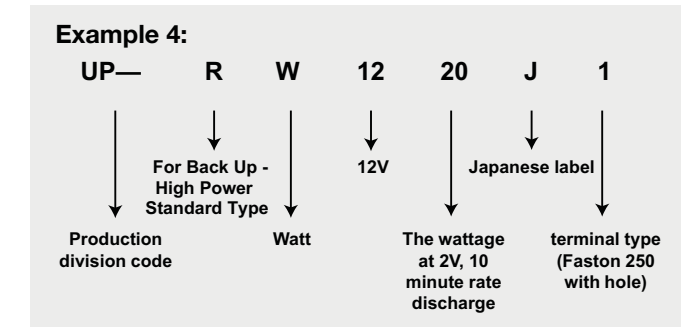 Example 4:
UP— R W 12 20 J 1
For Back Up -
High Power
Standard Type
12V
Japanese label
Production
division code
Watt
The wattage
at 2V, 10
minute rate
discharge
terminal type
(Faston 250
with hole)